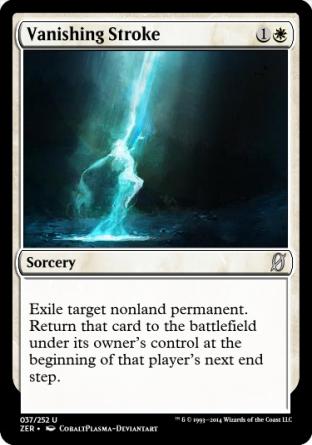 Vanishing Stroke 1
Sorcery
Exile target nonland permanent.
Return that card to the battlefield
under its owner's control at the
beginning of that player's next end
step.
037/252 U
ZER • CobaltPlasma-Deviantart
™ & © 1993–2014 Wizards of the Coast LLC